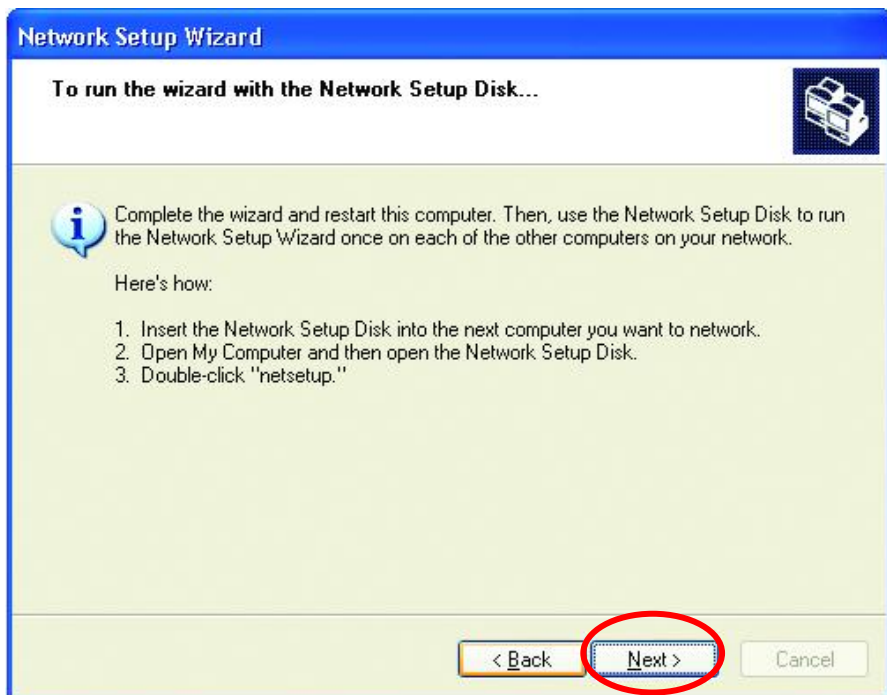 Network Setup Wizard
To run the wizard with the Network Setup Disk...
Complete the wizard and restart this computer. Then, use the Network Setup Disk to run
the Network Setup Wizard once on each of the other computers on your network.
Here's how:
1. Insert the Network Setup Disk into the next computer you want to network.
2. Open My Computer and then open the Network Setup Disk.
3. Double-click "netsetup."
< Back
Next >
Cancel